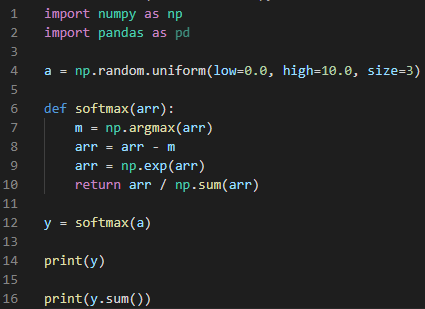 1 import numpy as np
2 import pandas as pd
3
4 a = np.random.uniform(low=0.0, high=10.0, size=3)
5
6 def softmax(arr):
7     m = np.argmax(arr)
8     arr = arr - m
9     arr = np.exp(arr)
10     return arr / np.sum(arr)
11
12 y = softmax(a)
13
14 print(y)
15
16 print(y.sum())